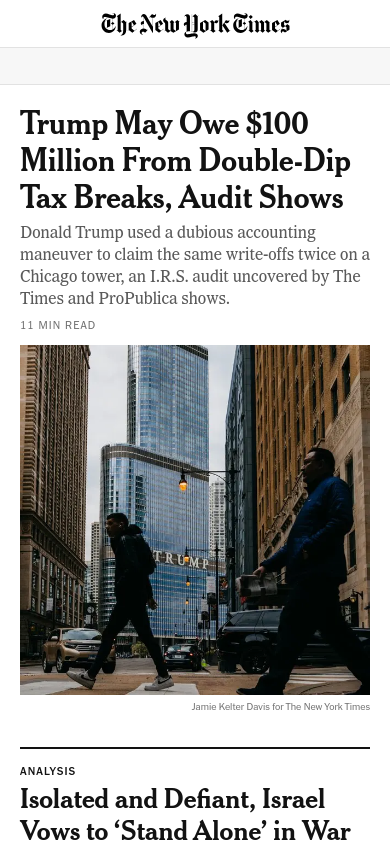 The New York Times
Trump May Owe $100
Million From Double-Dip
Tax Breaks, Audit Shows
Donald Trump used a dubious accounting
maneuver to claim the same write-offs twice on a
Chicago tower, an I.R.S. audit uncovered by The
Times and ProPublica shows.
11 MIN READ
TRUMP
Jamie Kelter Davis for The New York Times
ANALYSIS
Isolated and Defiant, Israel
Vows to ‘Stand Alone’ in War